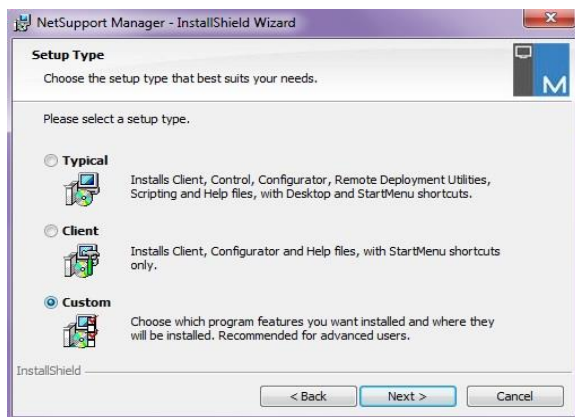 NetSupport Manager - InstallShield Wizard
Setup Type
Choose the setup type that best suits your needs.
M
Please select a setup type.
Typical
Installs Client, Control, Configurator, Remote Deployment Utilities,
Scripting and Help files, with Desktop and StartMenu shortcuts.
Client
Installs Client, Configurator and Help files, with StartMenu shortcuts
only.
Custom
Choose which program features you want installed and where they
will be installed. Recommended for advanced users.
InstallShield
< Back Next > Cancel